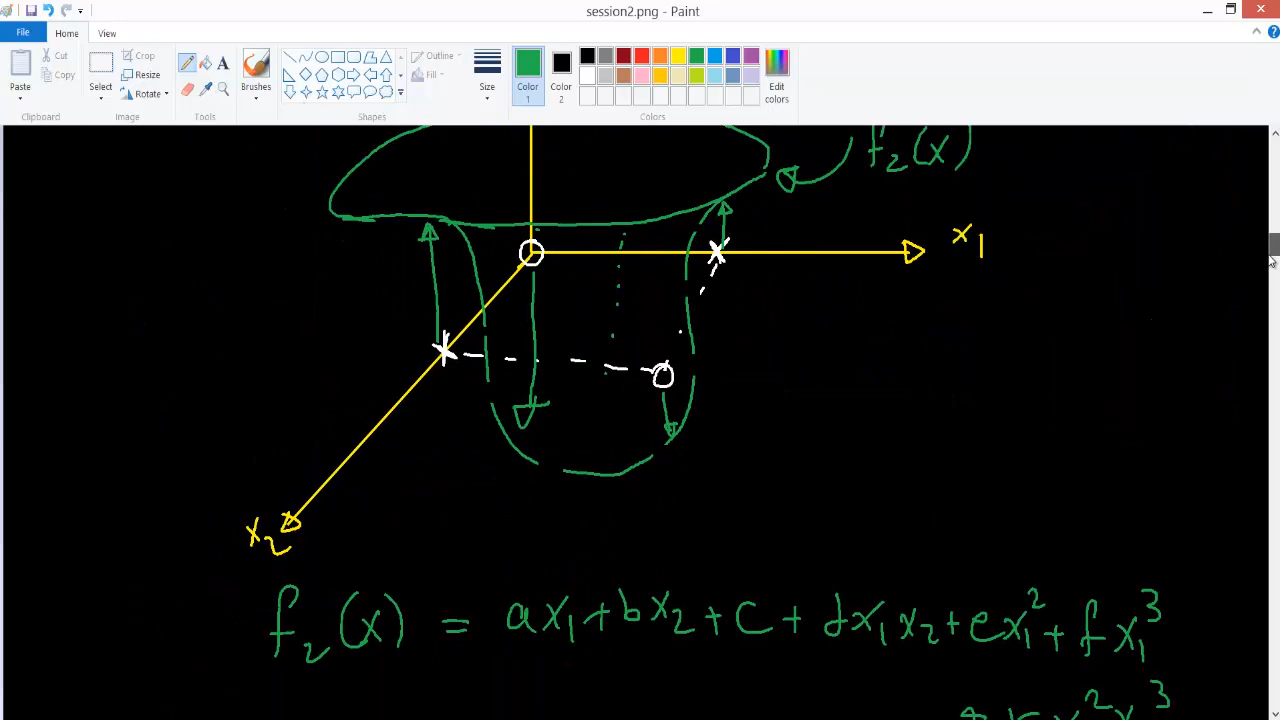 session2.png - Paint
File Home View
Cut Crop Outline Color 1 Color 2
Copy Resize Fill
Paste Select Rotate Brushes Size Edit colors
Clipboard Image Tools Shapes Colors
f₂(x)
x₁
x₂
f₂(x) = ax₁+bx₂+c+dx₁x₂+ex₁²+fx₁³